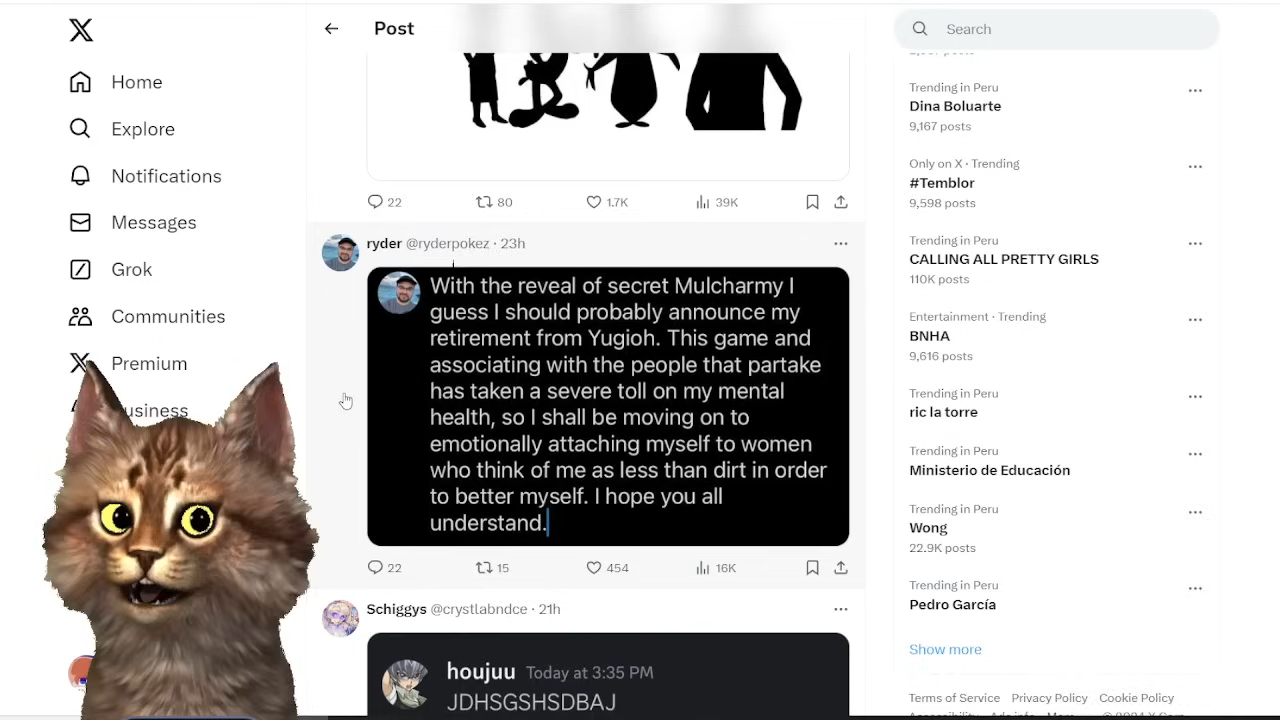 Home
Explore
Notifications
Messages
Grok
Communities
Premium
usiness
Post
22
80
1.7K
39K
ryder @ryderpokez · 23h
With the reveal of secret Mulcharmy I
guess I should probably announce my
retirement from Yugioh. This game and
associating with the people that partake
has taken a severe toll on my mental
health, so I shall be moving on to
emotionally attaching myself to women
who think of me as less than dirt in order
to better myself. I hope you all
understand.
22
15
454
16K
Schiggys @crystlabndce · 21h
houjuu Today at 3:35 PM
JDHSGSHSDBAJ
Search
Trending in Peru
Dina Boluarte
9,167 posts
Only on X · Trending
#Temblor
9,598 posts
Trending in Peru
CALLING ALL PRETTY GIRLS
110K posts
Entertainment · Trending
BNHA
9,616 posts
Trending in Peru
ric la torre
Trending in Peru
Ministerio de Educación
Trending in Peru
Wong
22.9K posts
Trending in Peru
Pedro García
Show more
Terms of Service Privacy Policy Cookie Policy